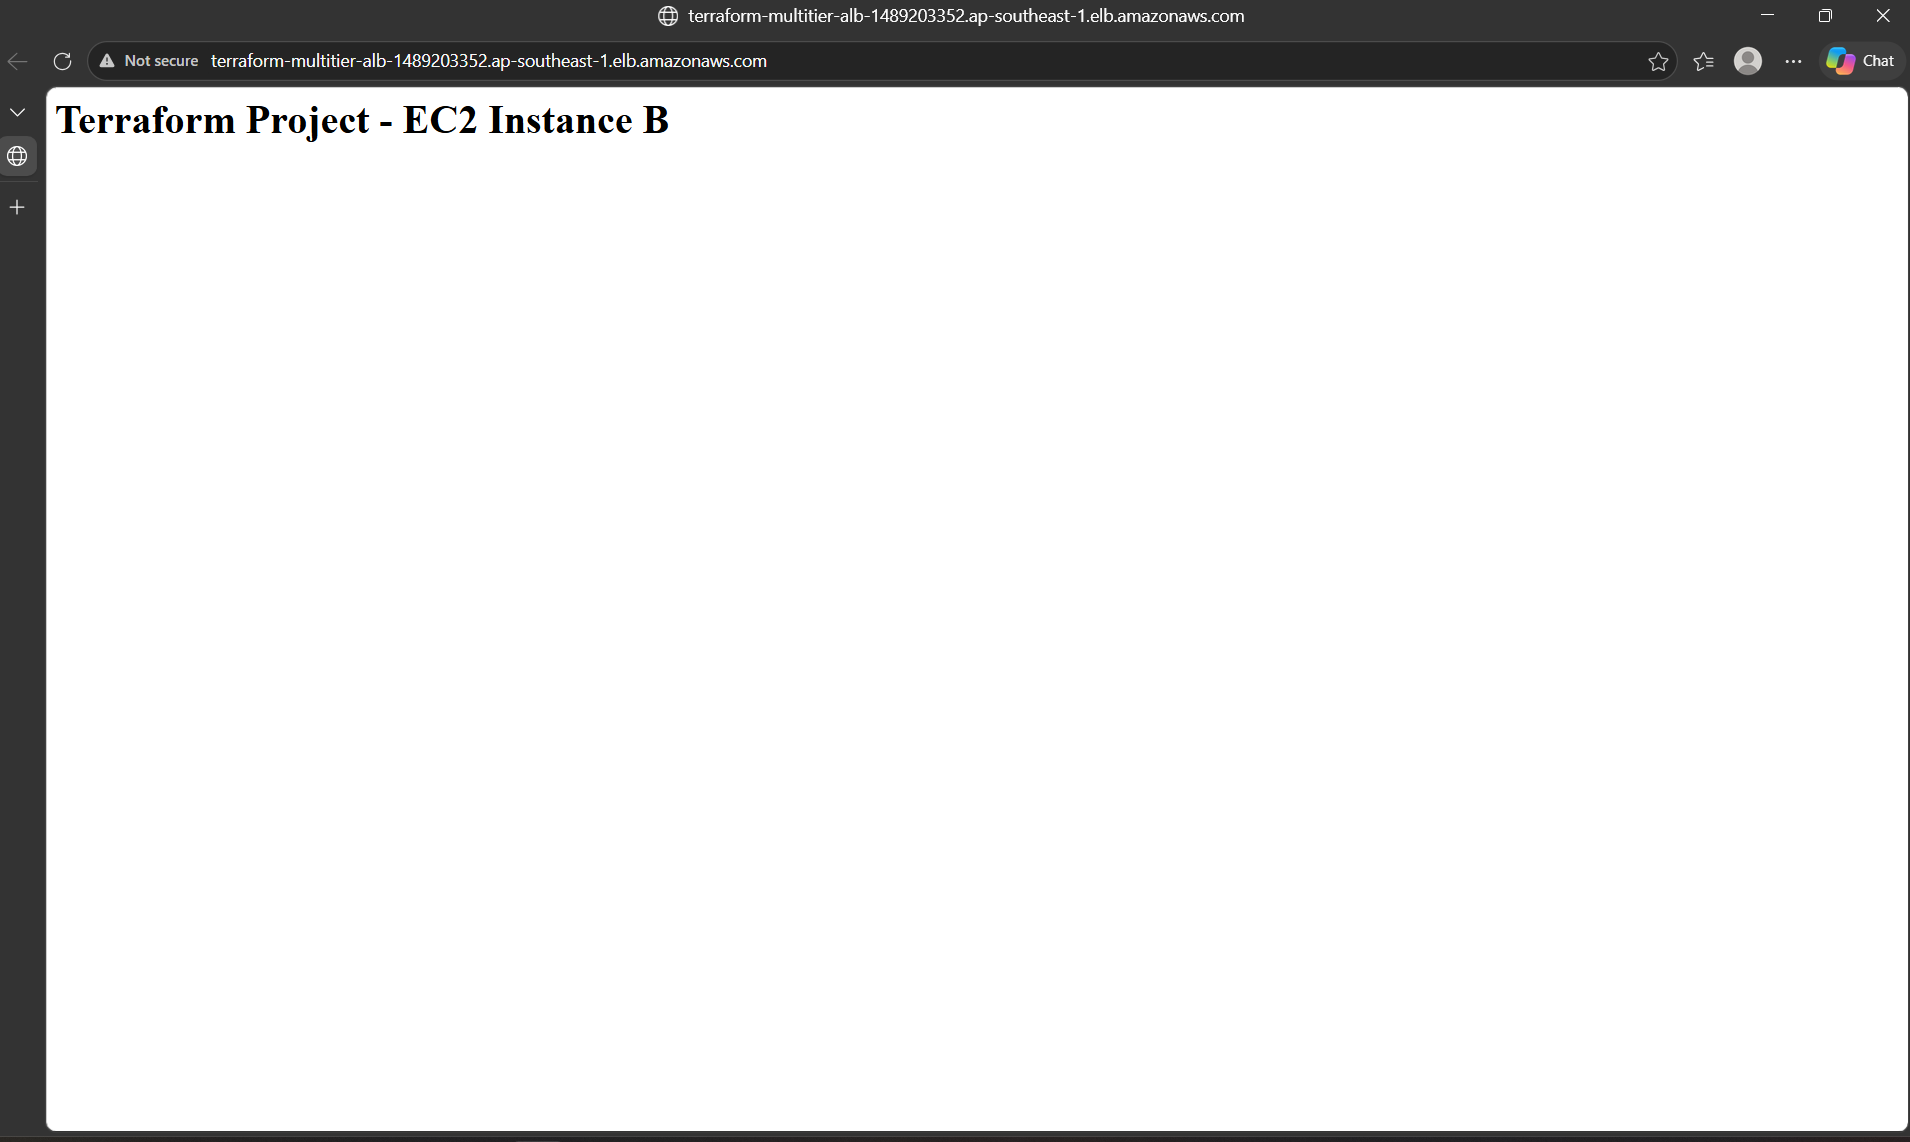 terraform-multitier-alb-1489203352.ap-southeast-1.elb.amazonaws.com
Not secure terraform-multitier-alb-1489203352.ap-southeast-1.elb.amazonaws.com
Chat
Terraform Project - EC2 Instance B